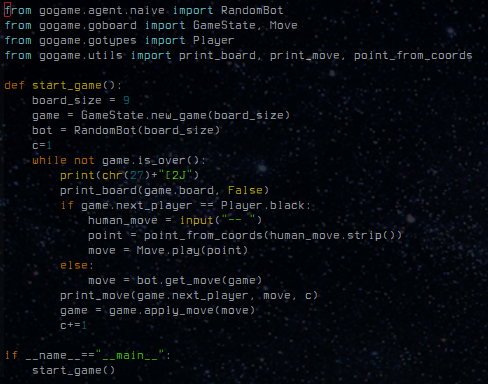 from gogame.agent.naive import RandomBot
from gogame.goboard import GameState, Move
from gogame.gotypes import Player
from gogame.utils import print_board, print_move, point_from_coords

def start_game():
    board_size = 9
    game = GameState.new_game(board_size)
    bot = RandomBot(board_size)
    c=1
    while not game.is_over():
        print(chr(27)+"[2J")
        print_board(game.board, False)
        if game.next_player == Player.black:
            human_move = input("-- ")
            point = point_from_coords(human_move.strip())
            move = Move.play(point)
        else:
            move = bot.get_move(game)
        print_move(game.next_player, move, c)
        game = game.apply_move(move)
        c+=1

if __name__=="__main__":
    start_game()